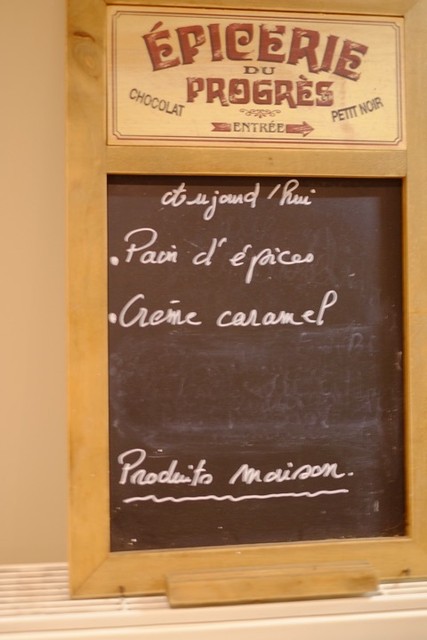 ÉPICERIE
DU
PROGRÈS
CHOCOLAT
PETIT NOIR
ENTRÉE
Aujourd'hui
• Pain d'épices
• Crème caramel
Produits maison.